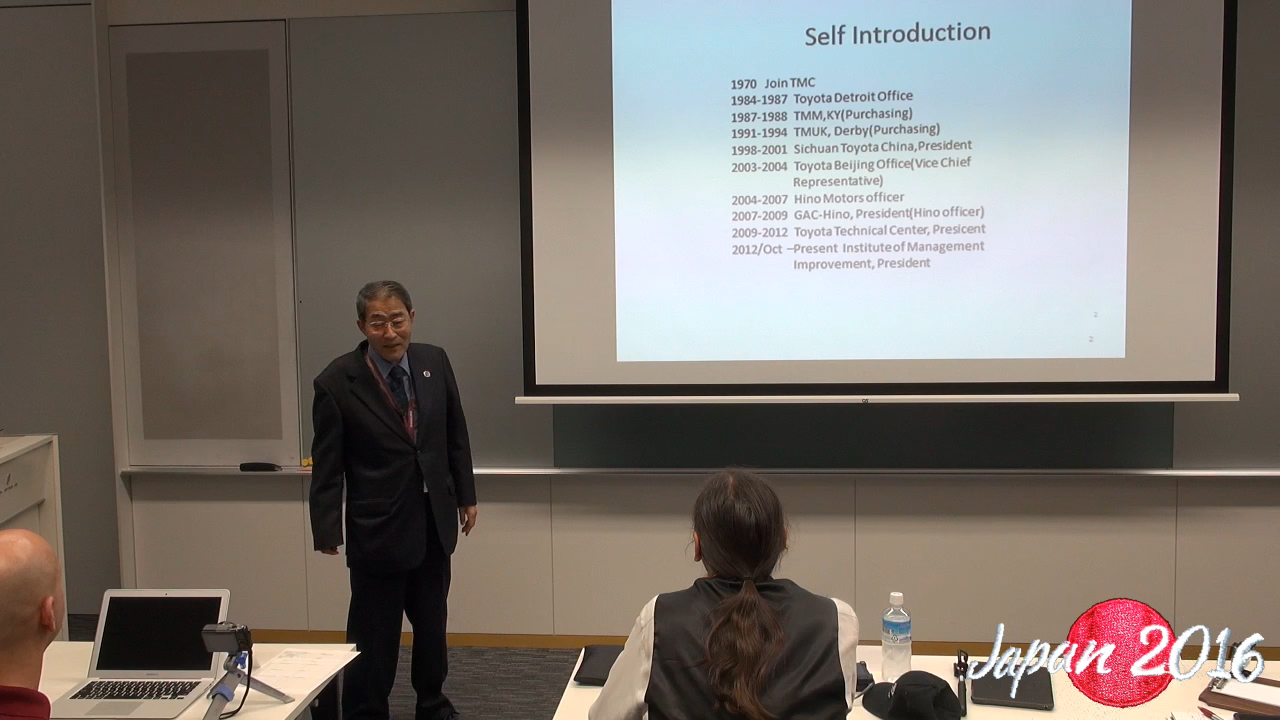 Self Introduction
1970 Join TMC
1984-1987 Toyota Detroit Office
1987-1988 TMM,KY(Purchasing)
1991-1994 TMUK, Derby(Purchasing)
1998-2001 Sichuan Toyota China,President
2003-2004 Toyota Beijing Office(Vice Chief
Representative)
2004-2007 Hino Motors officer
2007-2009 GAC-Hino, President(Hino officer)
2009-2012 Toyota Technical Center, Presicent
2012/Oct –Present Institute of Management
Improvement, President
2
2
Japan 2016